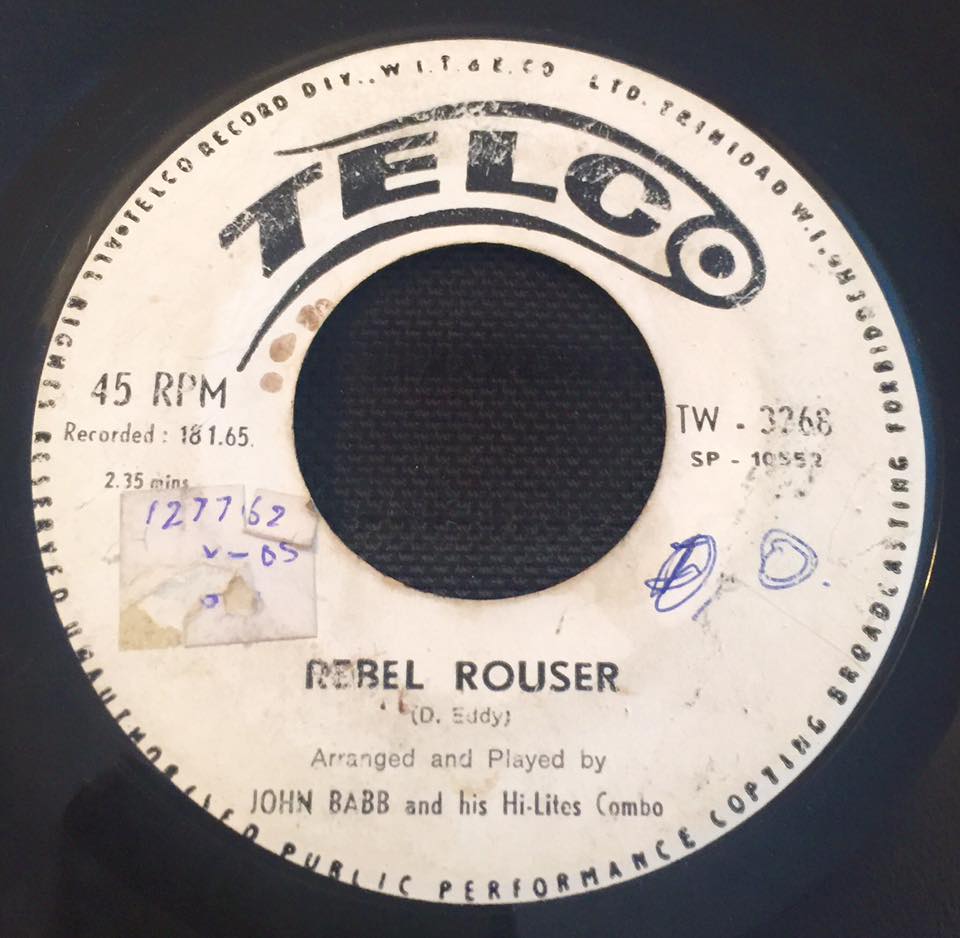 ALL RIGHTS RESERVED UNAUTHORISED PUBLIC PERFORMANCE COPYING BROADCASTING FORBIDDEN
TELCO RECORD DIV., W.I.T. & E. CO LTD. TRINIDAD W.I.
TELCO
45 RPM
Recorded : 18 1.65.
2.35 mins
127762
v-05
TW - 3268
SP - 10552
REBEL ROUSER
(D. Eddy)
Arranged and Played by
JOHN BABB and his Hi-Lites Combo